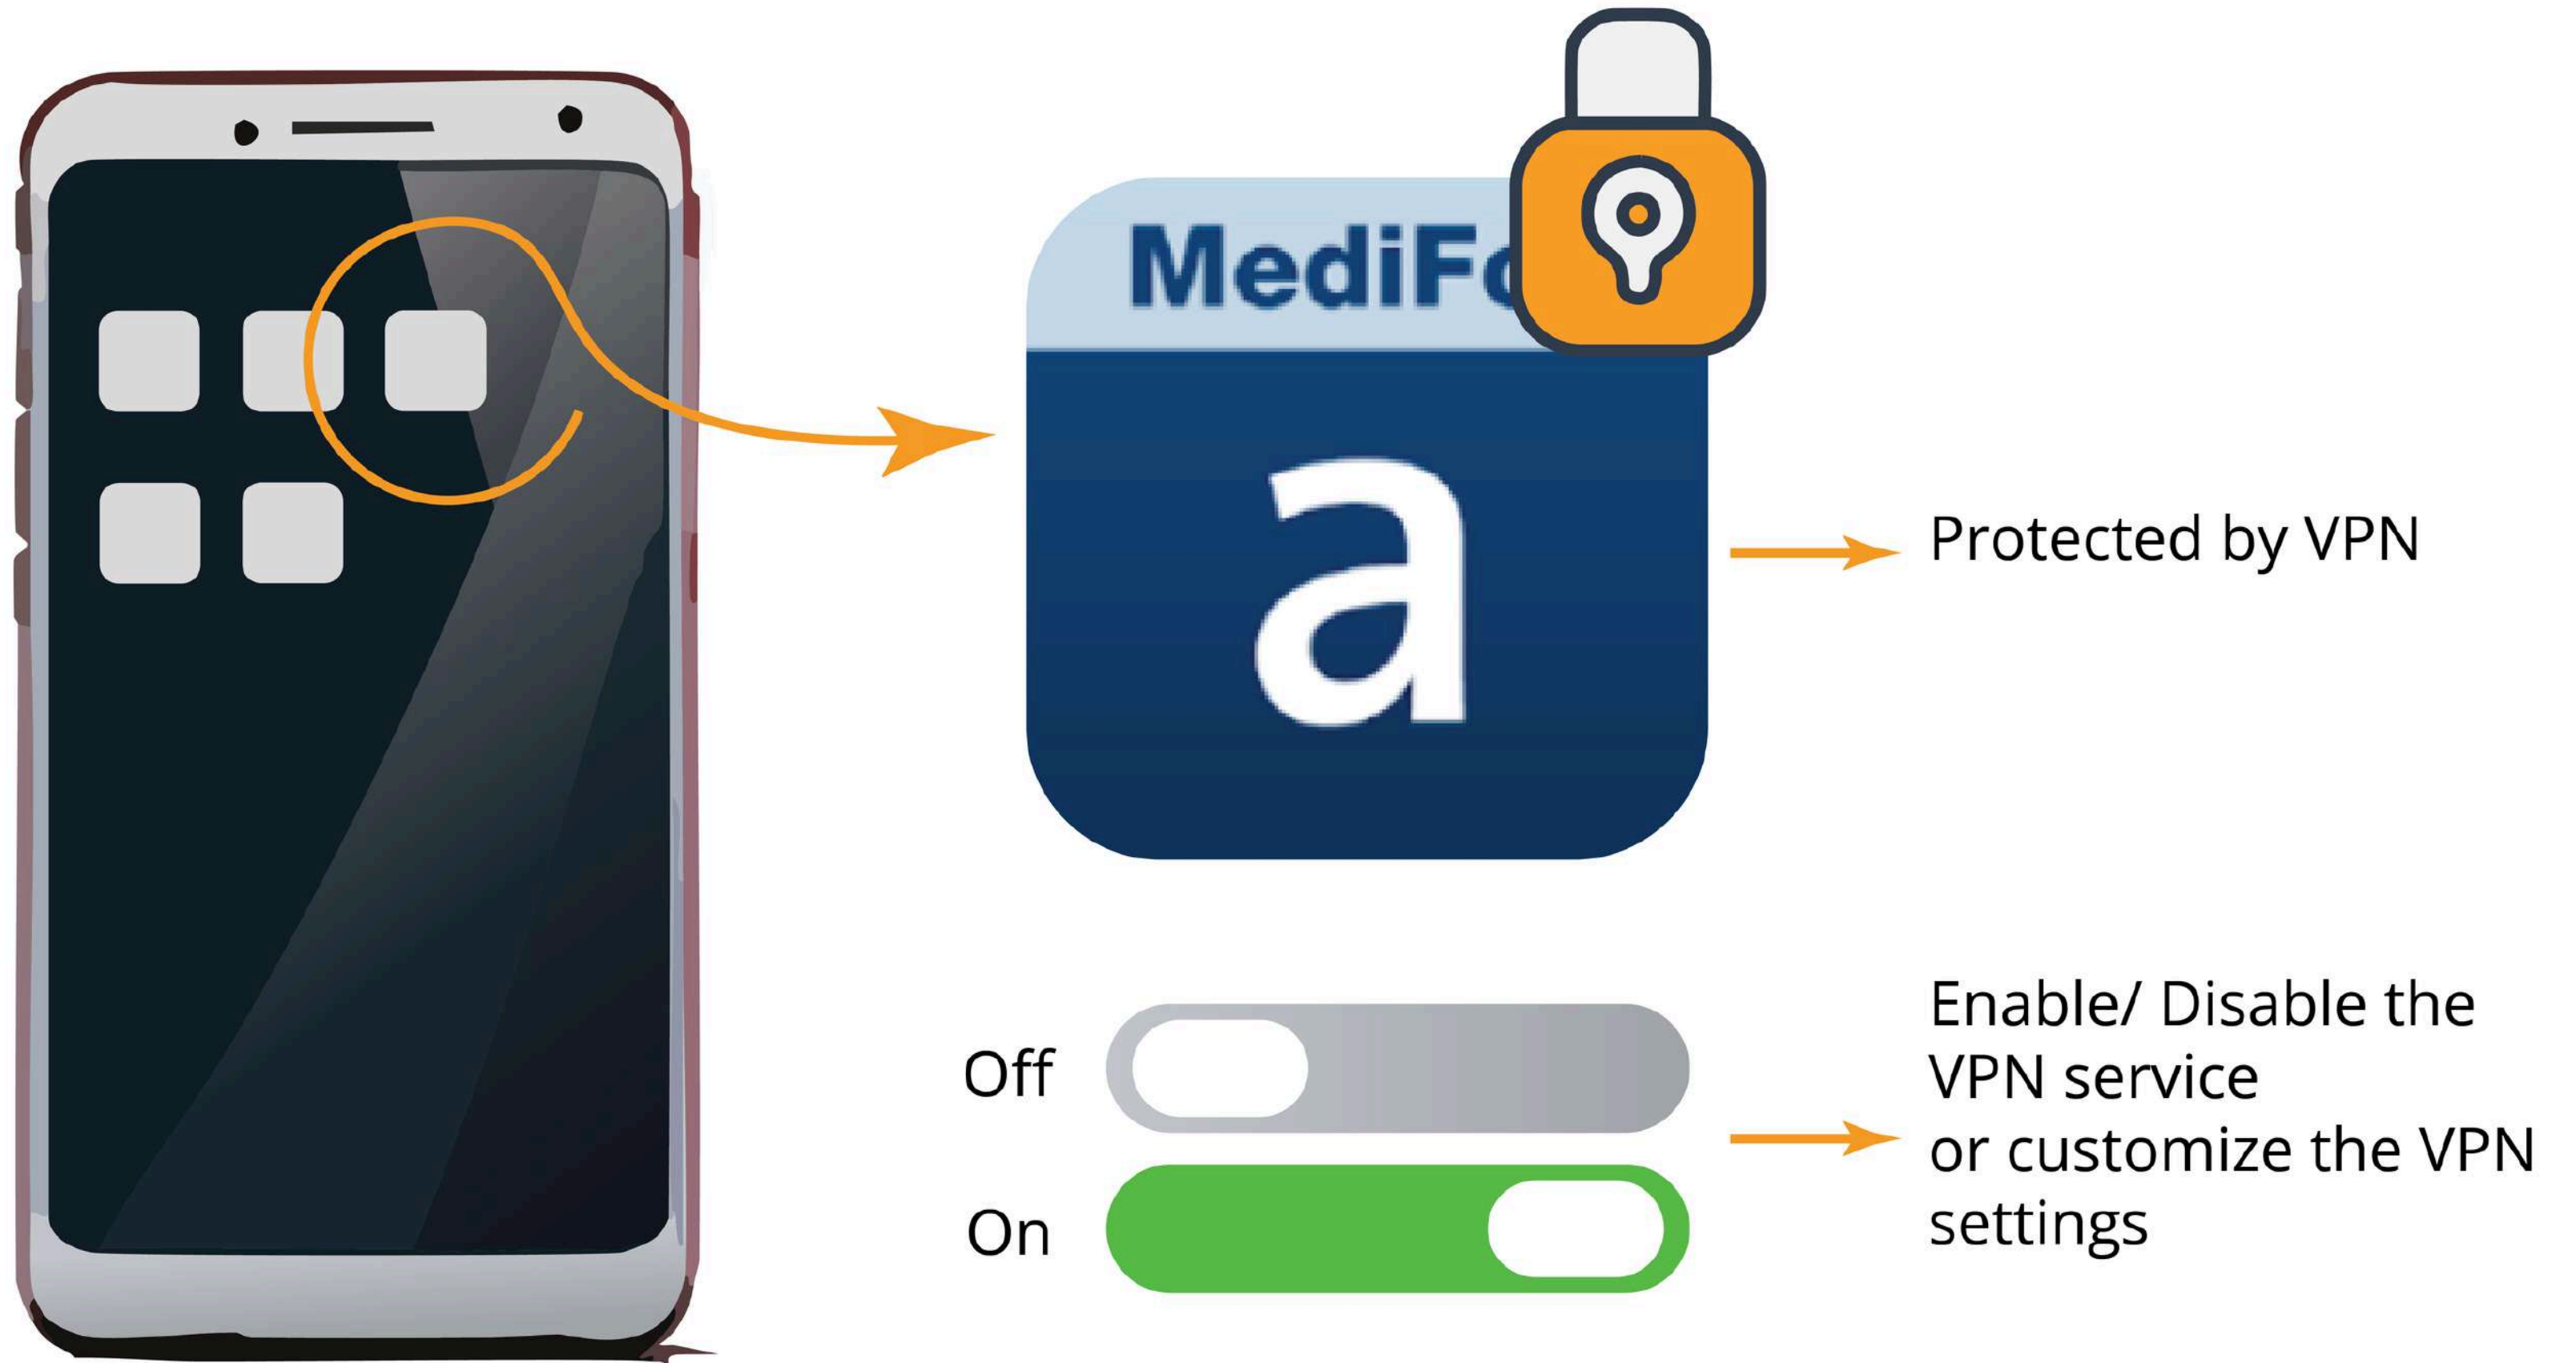 MediFo
a
Protected by VPN
Off
On
Enable/ Disable the
VPN service
or customize the VPN
settings